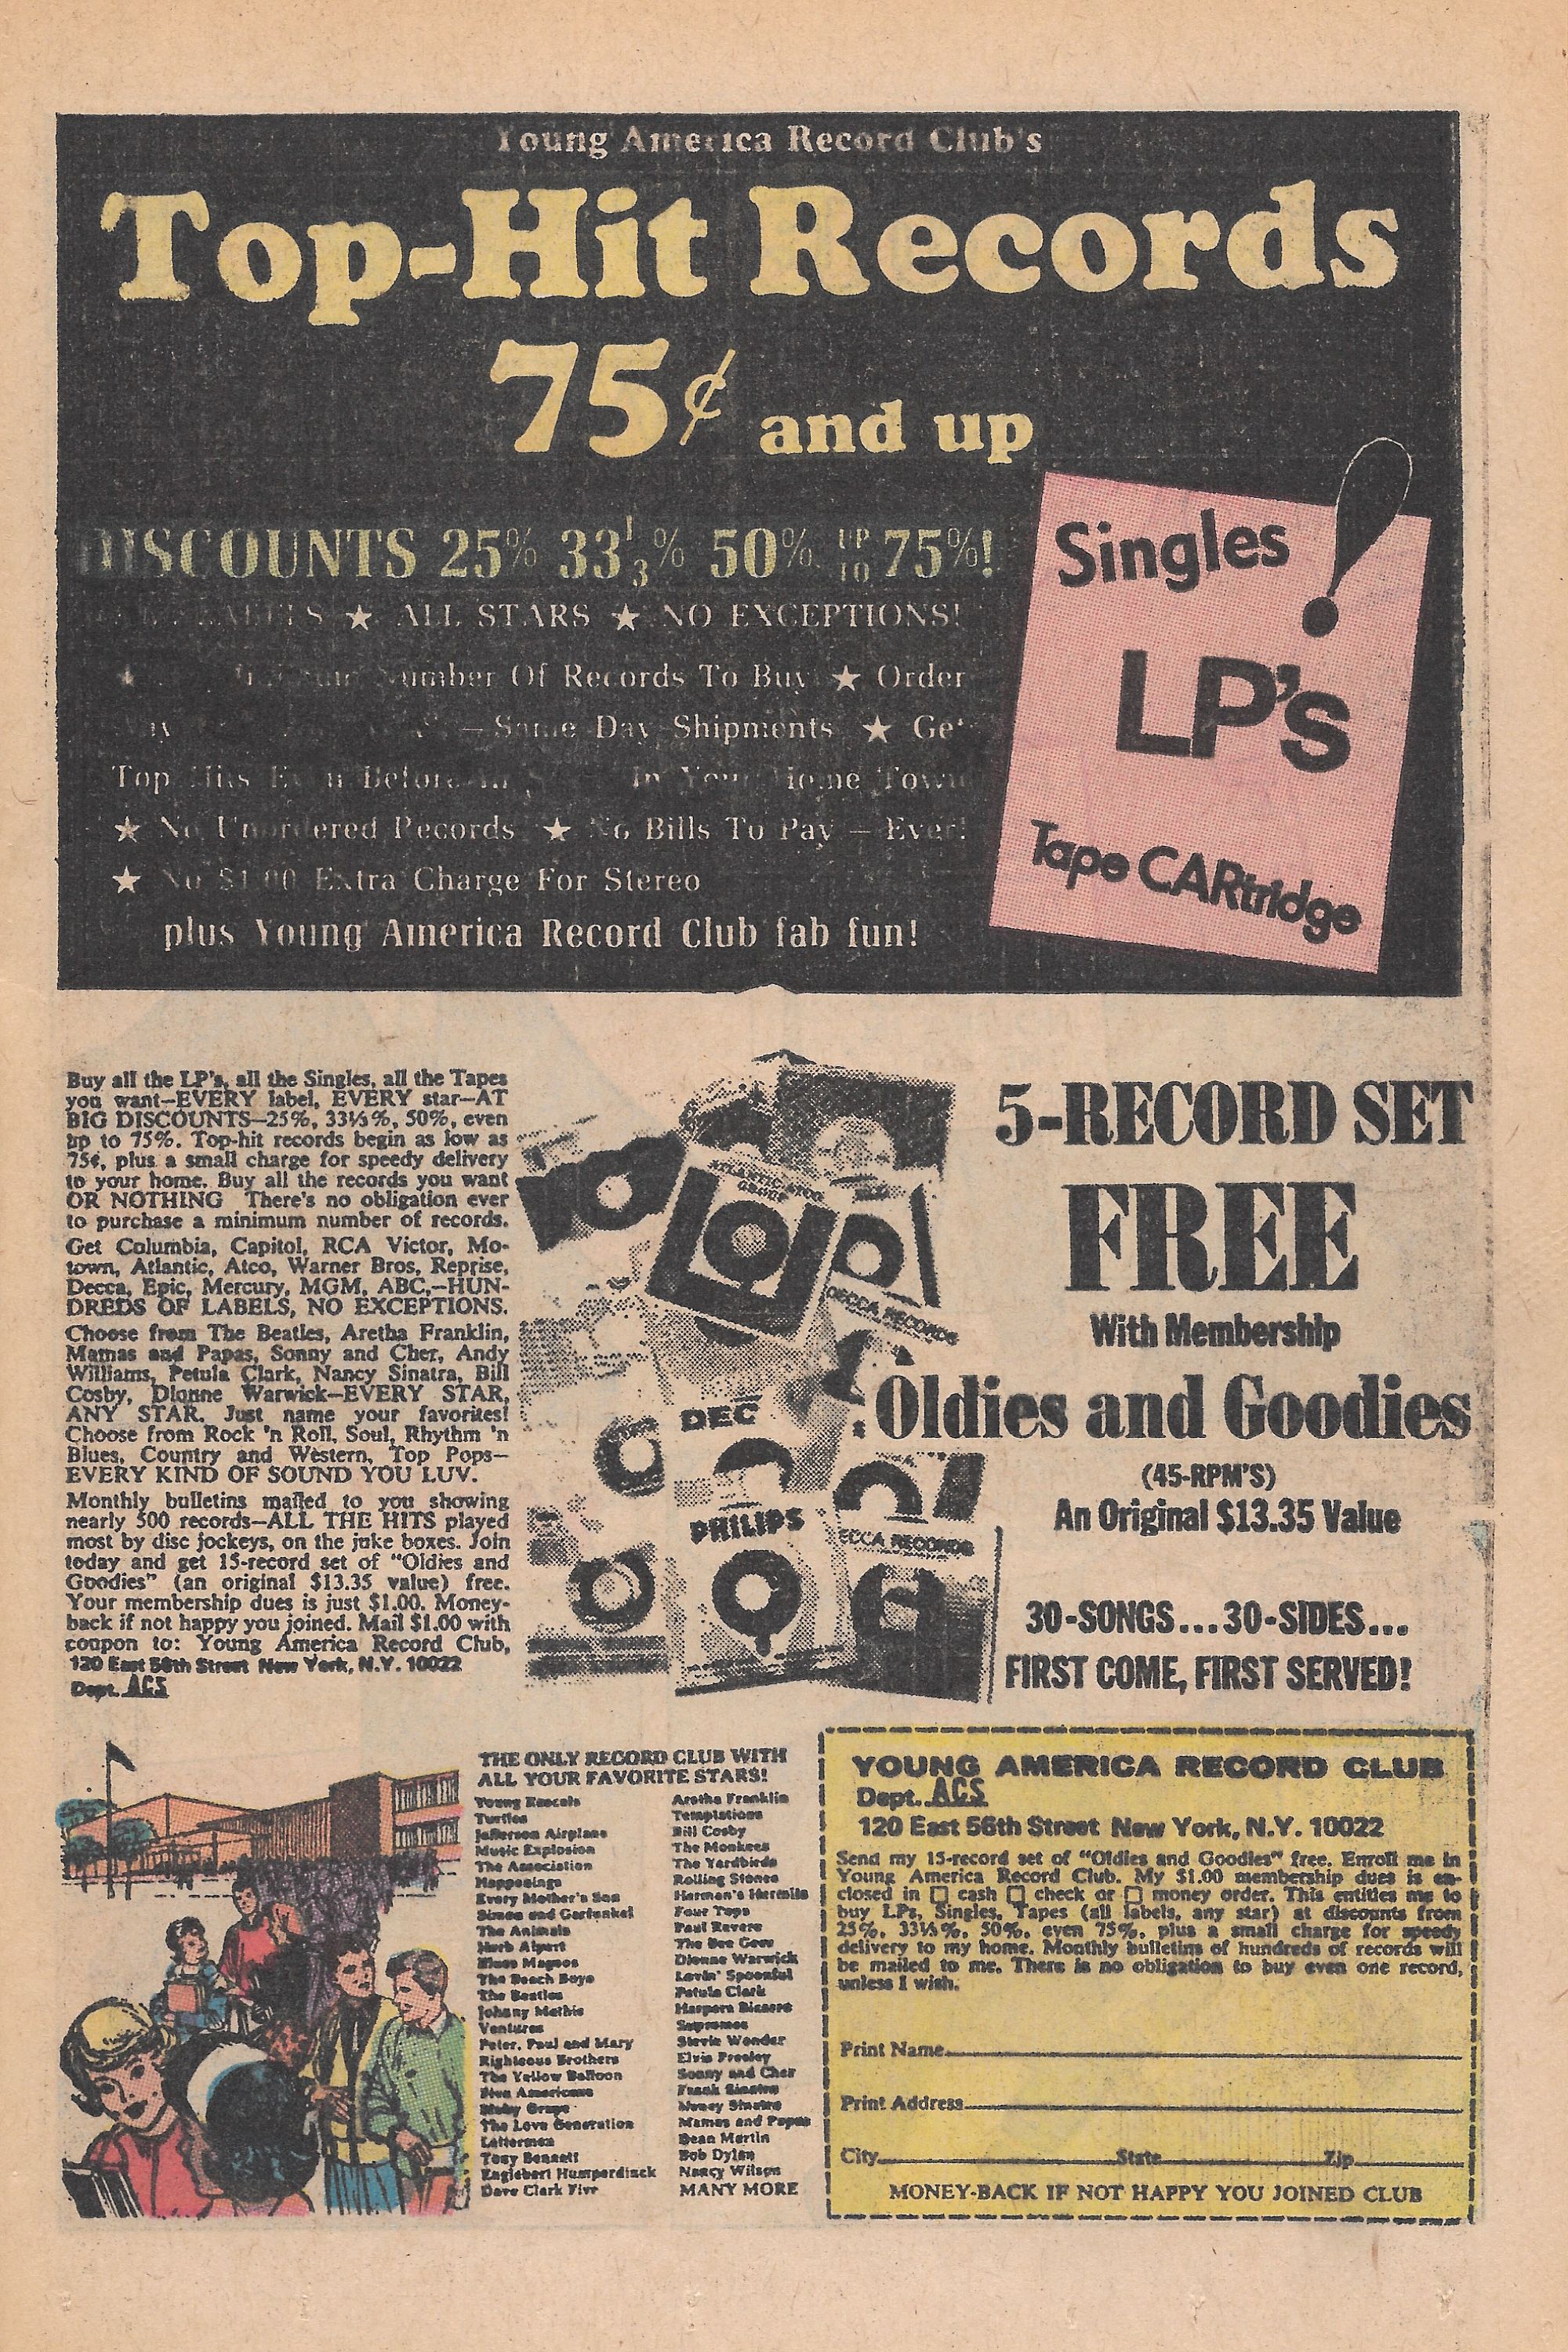 Young America Record Club's
Top-Hit Records
75¢ and up
DISCOUNTS 25% 33⅓% 50% UP TO 75%!
★ ALL STARS ★ NO EXCEPTIONS!
Number Of Records To Buy ★ Order
— Same Day Shipments ★ Get
Top Hits Even Before In Your Home Town
★ No Unordered Records ★ No Bills To Pay — Ever!
★ No $1.00 Extra Charge For Stereo
plus Young America Record Club fab fun!
Singles
LP's
!
Tape CARtridge
Buy all the LP's, all the Singles, all the Tapes
you want—EVERY label, EVERY star—AT
BIG DISCOUNTS—25%, 33⅓%, 50%, even
up to 75%. Top-hit records begin as low as
75¢, plus a small charge for speedy delivery
to your home. Buy all the records you want
OR NOTHING There's no obligation ever
to purchase a minimum number of records.
Get Columbia, Capitol, RCA Victor, Mo-
town, Atlantic, Atco, Warner Bros, Reprise,
Decca, Epic, Mercury, MGM, ABC,—HUN-
DREDS OF LABELS, NO EXCEPTIONS.
Choose from The Beatles, Aretha Franklin,
Mamas and Papas, Sonny and Cher, Andy
Williams, Petula Clark, Nancy Sinatra, Bill
Cosby, Dionne Warwick—EVERY STAR,
ANY STAR. Just name your favorites!
Choose from Rock 'n Roll, Soul, Rhythm 'n
Blues, Country and Western, Top Pops—
EVERY KIND OF SOUND YOU LUV.
Monthly bulletins mailed to you showing
nearly 500 records—ALL THE HITS played
most by disc jockeys, on the juke boxes. Join
today and get 15-record set of "Oldies and
Goodies" (an original $13.35 value) free.
Your membership dues is just $1.00. Money-
back if not happy you joined. Mail $1.00 with
coupon to: Young America Record Club,
120 East 56th Street New York, N.Y. 10022
Dept. ACS
ATLANTIC-ATCO
GROUP
DECCA RECORDS
DEC
PHILIPS
ECCA RECORDS
5-RECORD SET
FREE
With Membership
Oldies and Goodies
(45-RPM'S)
An Original $13.35 Value
30-SONGS...30-SIDES...
FIRST COME, FIRST SERVED!
THE ONLY RECORD CLUB WITH
ALL YOUR FAVORITE STARS!
Young Rascals
Turtles
Jefferson Airplane
Music Explosion
The Association
Happenings
Every Mother's Son
Simon and Garfunkel
The Animals
Herb Alpert
Blues Magoos
The Beach Boys
The Beatles
Johnny Mathis
Ventures
Peter, Paul and Mary
Righteous Brothers
The Yellow Balloon
Five Americans
Moby Grape
The Love Generation
Lettermen
Tony Bennett
Englebert Humperdinck
Dave Clark Five
Aretha Franklin
Temptations
Bill Cosby
The Monkees
The Yardbirds
Rolling Stones
Herman's Hermits
Four Tops
Paul Revere
The Bee Gees
Dionne Warwick
Lovin' Spoonful
Petula Clark
Harpers Bizarre
Supremes
Stevie Wonder
Elvis Presley
Sonny and Cher
Frank Sinatra
Nancy Sinatra
Mamas and Papas
Dean Martin
Bob Dylan
Nancy Wilson
MANY MORE
YOUNG AMERICA RECORD CLUB
Dept. ACS
120 East 56th Street New York, N.Y. 10022
Send my 15-record set of "Oldies and Goodies" free. Enroll me in
Young America Record Club. My $1.00 membership dues is en-
closed in ☐ cash ☐ check or ☐ money order. This entitles me to
buy LPs, Singles, Tapes (all labels, any star) at discounts from
25%, 33⅓%, 50%, even 75%, plus a small charge for speedy
delivery to my home. Monthly bulletins of hundreds of records will
be mailed to me. There is no obligation to buy even one record,
unless I wish.
Print Name
Print Address
City State Zip
MONEY-BACK IF NOT HAPPY YOU JOINED CLUB